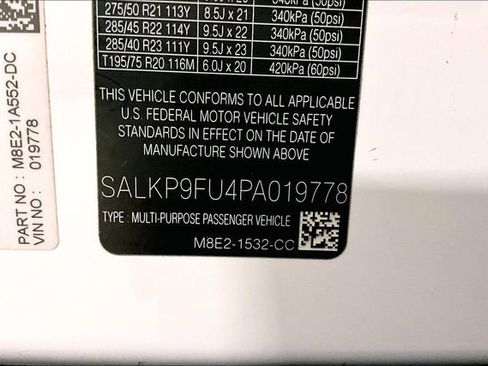 275/50 R21 113Y 8.5J x 21 340kPa (50psi)
285/45 R22 114Y 9.5J x 22 340kPa (50psi)
285/40 R23 111Y 9.5J x 23 340kPa (50psi)
T195/75 R20 116M 6.0J x 20 420kPa (60psi)
THIS VEHICLE CONFORMS TO ALL APPLICABLE
U.S. FEDERAL MOTOR VEHICLE SAFETY
STANDARDS IN EFFECT ON THE DATE OF
MANUFACTURE SHOWN ABOVE
SALKP9FU4PA019778
TYPE : MULTI-PURPOSE PASSENGER VEHICLE
M8E2-1532-CC
PART NO : M8E2-1A552-DC
VIN NO : 019778